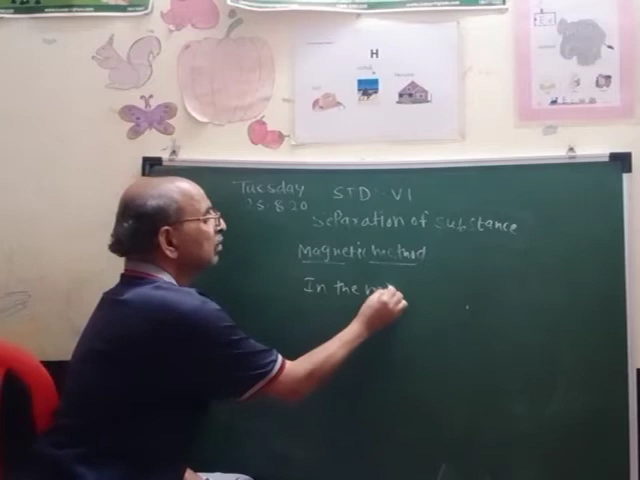 H
Tuesday STD - VI
25.8.20
Separation of substance
Magnetic method
In the